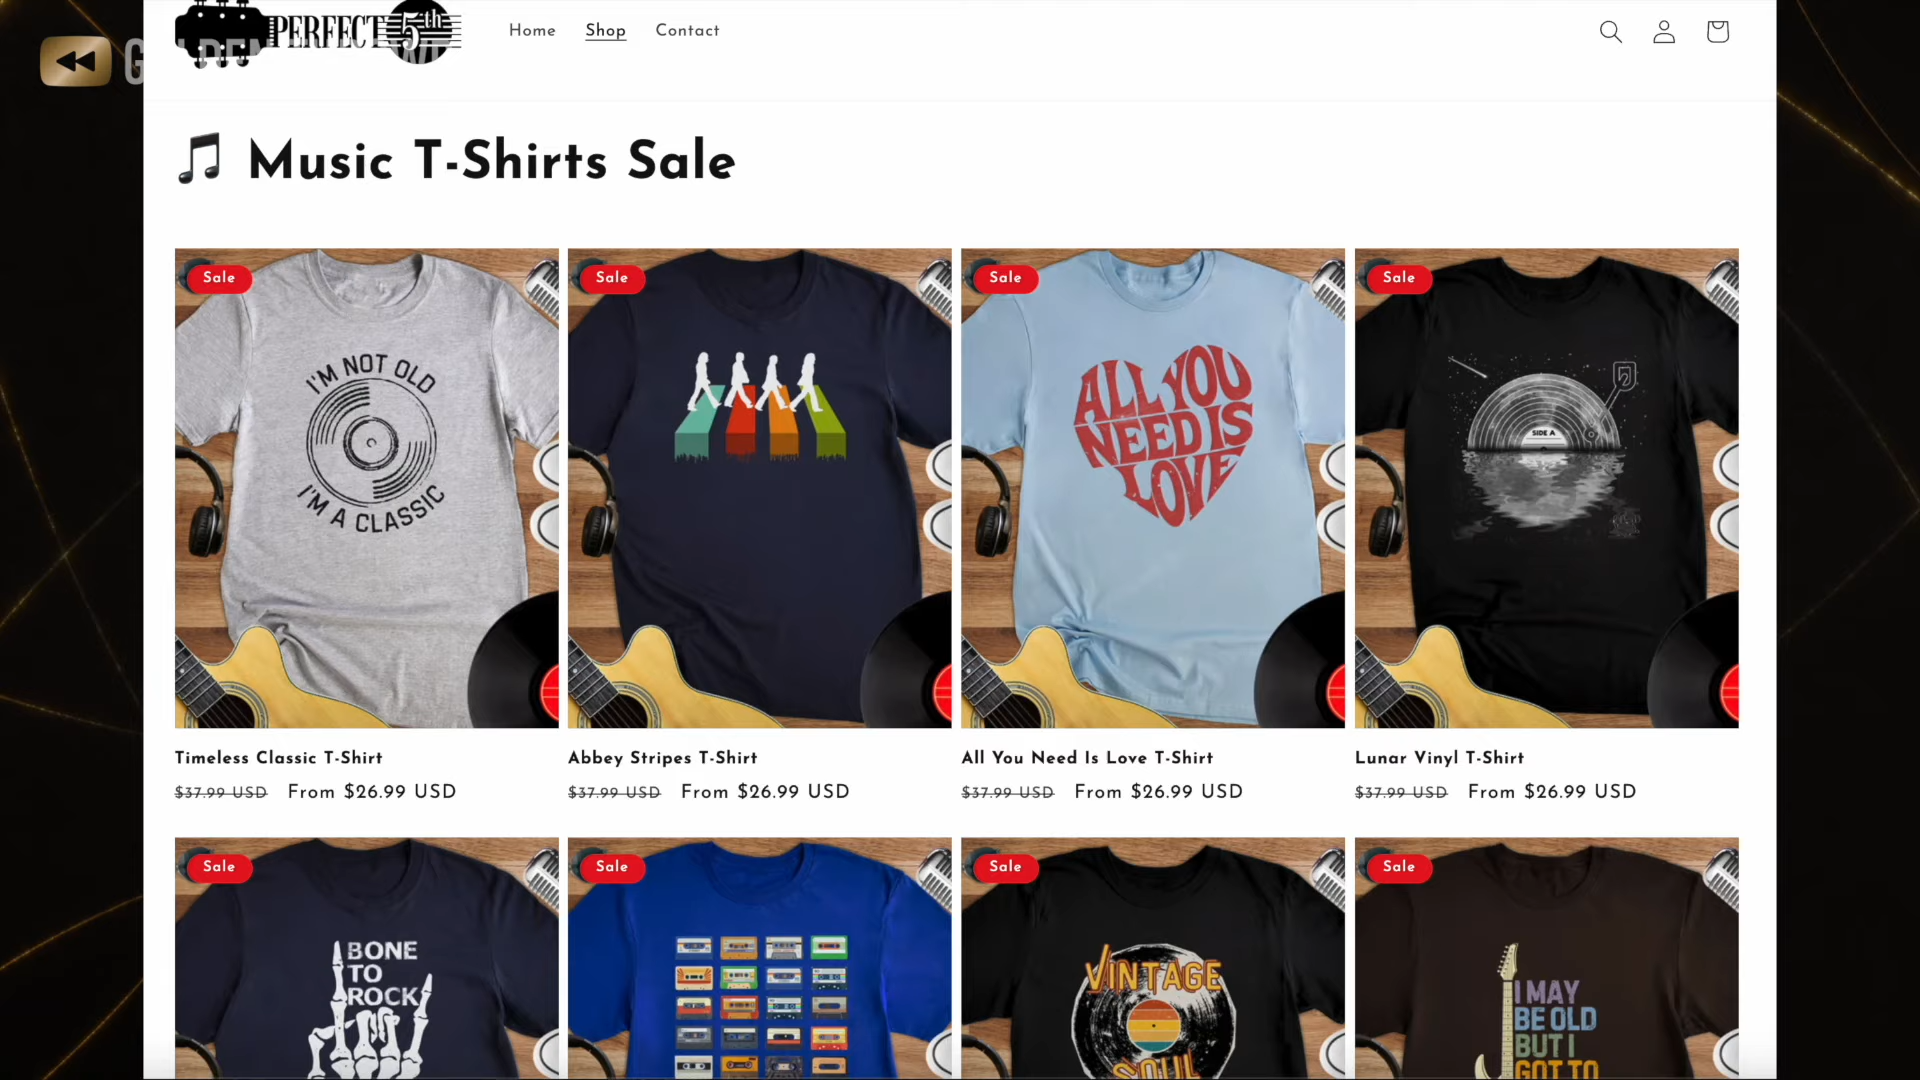 PERFECT 5th
Home Shop Contact
Music T-Shirts Sale
Sale
I'M NOT OLD
I'M A CLASSIC
Sale
Sale
ALL YOU
NEED IS
LOVE
Sale
SIDE A
Timeless Classic T-Shirt
$37.99 USD From $26.99 USD
Abbey Stripes T-Shirt
$37.99 USD From $26.99 USD
All You Need Is Love T-Shirt
$37.99 USD From $26.99 USD
Lunar Vinyl T-Shirt
$37.99 USD From $26.99 USD
Sale
BONE
TO
ROCK
Sale
Sale
VINTAGE
SOUL
Sale
I MAY
BE OLD
BUT I
GOT TO